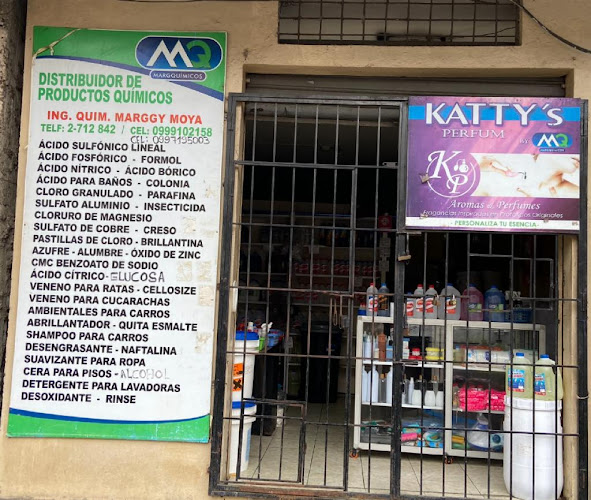 MQ
MARGQUIMICOS
DISTRIBUIDOR DE
PRODUCTOS QUÍMICOS
ING. QUIM. MARGGY MOYA
TELF: 2-712 842 / CEL: 0999102158
CEL: 0997195003
ÁCIDO SULFÓNICO LINEAL
ÁCIDO FOSFÓRICO - FORMOL
ÁCIDO NÍTRICO - ÁCIDO BÓRICO
ÁCIDO PARA BAÑOS - COLONIA
CLORO GRANULADO - PARAFINA
SULFATO ALUMINIO - INSECTICIDA
CLORURO DE MAGNESIO
SULFATO DE COBRE - CRESO
PASTILLAS DE CLORO - BRILLANTINA
AZUFRE - ALUMBRE - ÓXIDO DE ZINC
CMC BENZOATO DE SODIO
ÁCIDO CÍTRICO - GLUCOSA
VENENO PARA RATAS - CELLOSIZE
VENENO PARA CUCARACHAS
AMBIENTALES PARA CARROS
ABRILLANTADOR - QUITA ESMALTE
SHAMPOO PARA CARROS
DESENGRASANTE - NAFTALINA
SUAVIZANTE PARA ROPA
CERA PARA PISOS - ALCOHOL
DETERGENTE PARA LAVADORAS
DESOXIDANTE - RINSE
KATTY's
PERFUM
BY MQ
KP
Aromas & Perfumes
- PERSONALIZA TU ESENCIA -